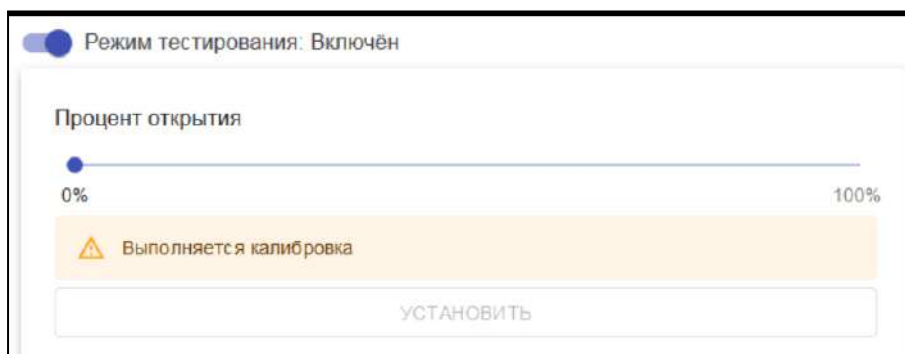 Режим тестирования: Включён
Процент открытия
0% 100%
Выполняется калибровка
УСТАНОВИТЬ